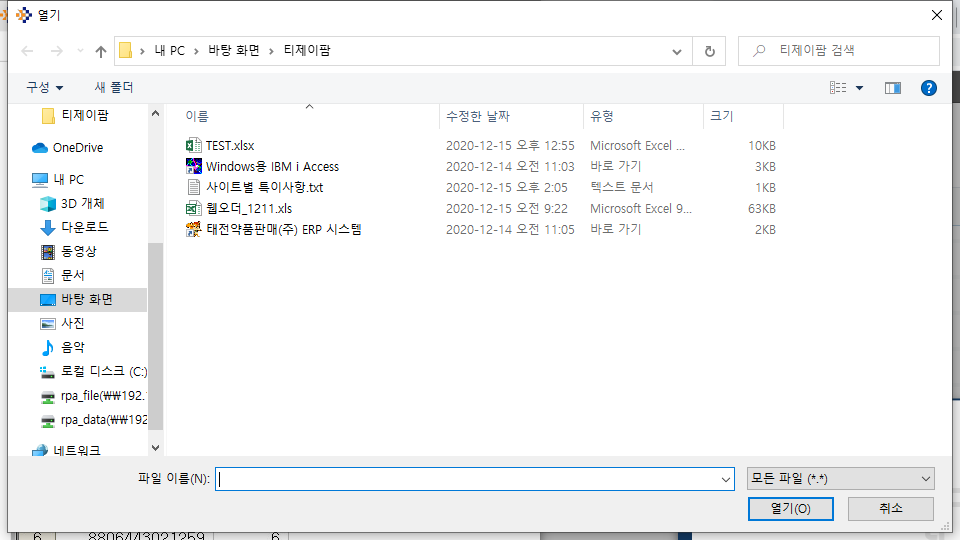 열기
내 PC > 바탕 화면 > 티제이팜
티제이팜 검색
구성
새 폴더
티제이팜
OneDrive
내 PC
3D 개체
다운로드
동영상
문서
바탕 화면
사진
음악
로컬 디스크 (C:)
rpa_file(₩₩192.
rpa_data(₩₩192
네트워크
이름 수정한 날짜 유형 크기
TEST.xlsx 2020-12-15 오후 12:55 Microsoft Excel ... 10KB
Windows용 IBM i Access 2020-12-14 오전 11:03 바로 가기 3KB
사이트별 특이사항.txt 2020-12-15 오후 2:05 텍스트 문서 1KB
웹오더_1211.xls 2020-12-15 오전 9:22 Microsoft Excel 9... 63KB
태전약품판매(주) ERP 시스템 2020-12-14 오전 11:05 바로 가기 2KB
파일 이름(N):
모든 파일 (*.*)
열기(O)
취소
6 8806443021259 6